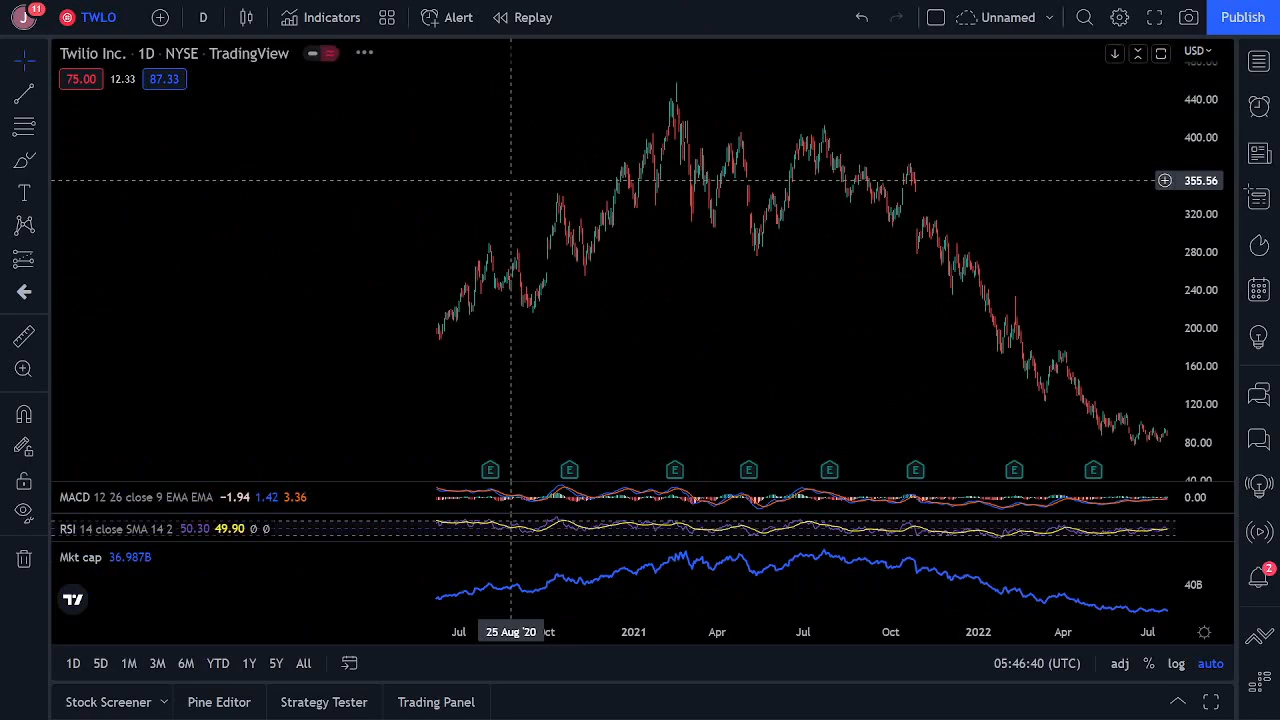 J 11 TWLO D Indicators Alert Replay Unnamed Publish
Twilio Inc. · 1D · NYSE · TradingView USD
75.00 12.33 87.33
440.00
400.00
355.56
320.00
280.00
240.00
200.00
160.00
120.00
80.00
E E E E E E E E
40.00
MACD 12 26 close 9 EMA EMA −1.94 1.42 3.36 0.00
RSI 14 close SMA 14 2 50.30 49.90 Ø Ø
Mkt cap 36.987B
2
40B
Jul 25 Aug '20 Oct 2021 Apr Jul Oct 2022 Apr Jul
1D 5D 1M 3M 6M YTD 1Y 5Y All 05:46:40 (UTC) adj % log auto
Stock Screener Pine Editor Strategy Tester Trading Panel